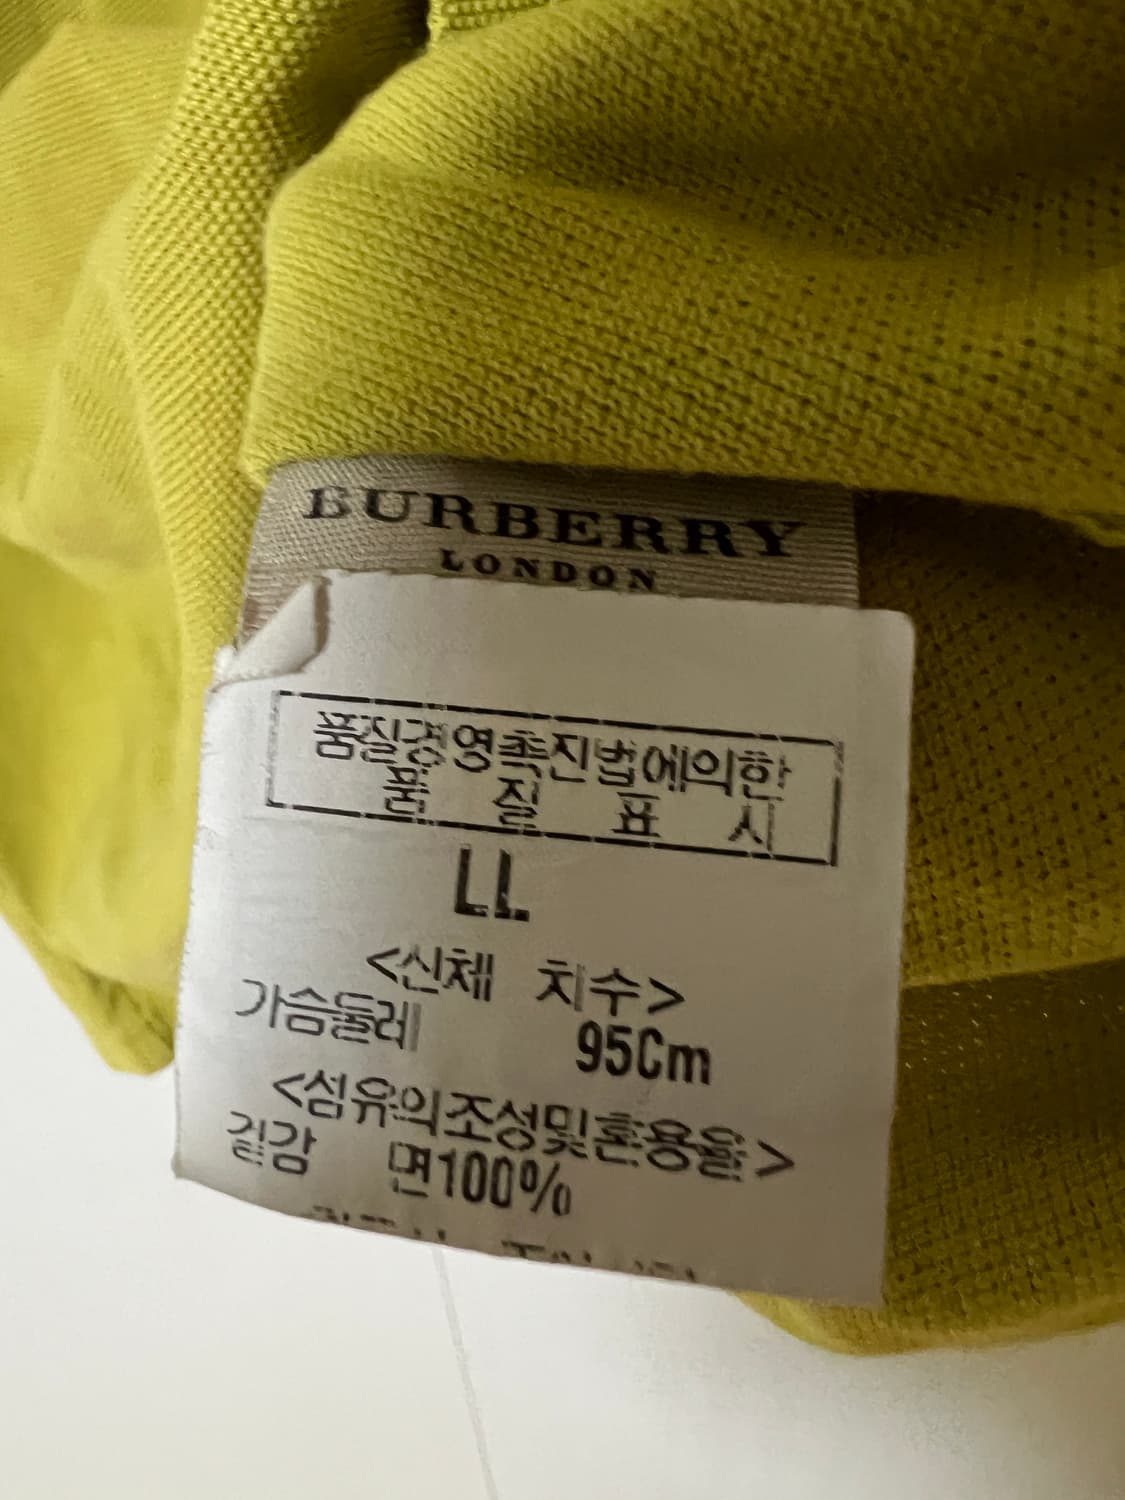 BURBERRY
LONDON
품질경영촉진법에의한
품 질 표 시
LL
<신체 치수>
가슴둘레 95Cm
<섬유의조성및혼용율>
겉감 면100%